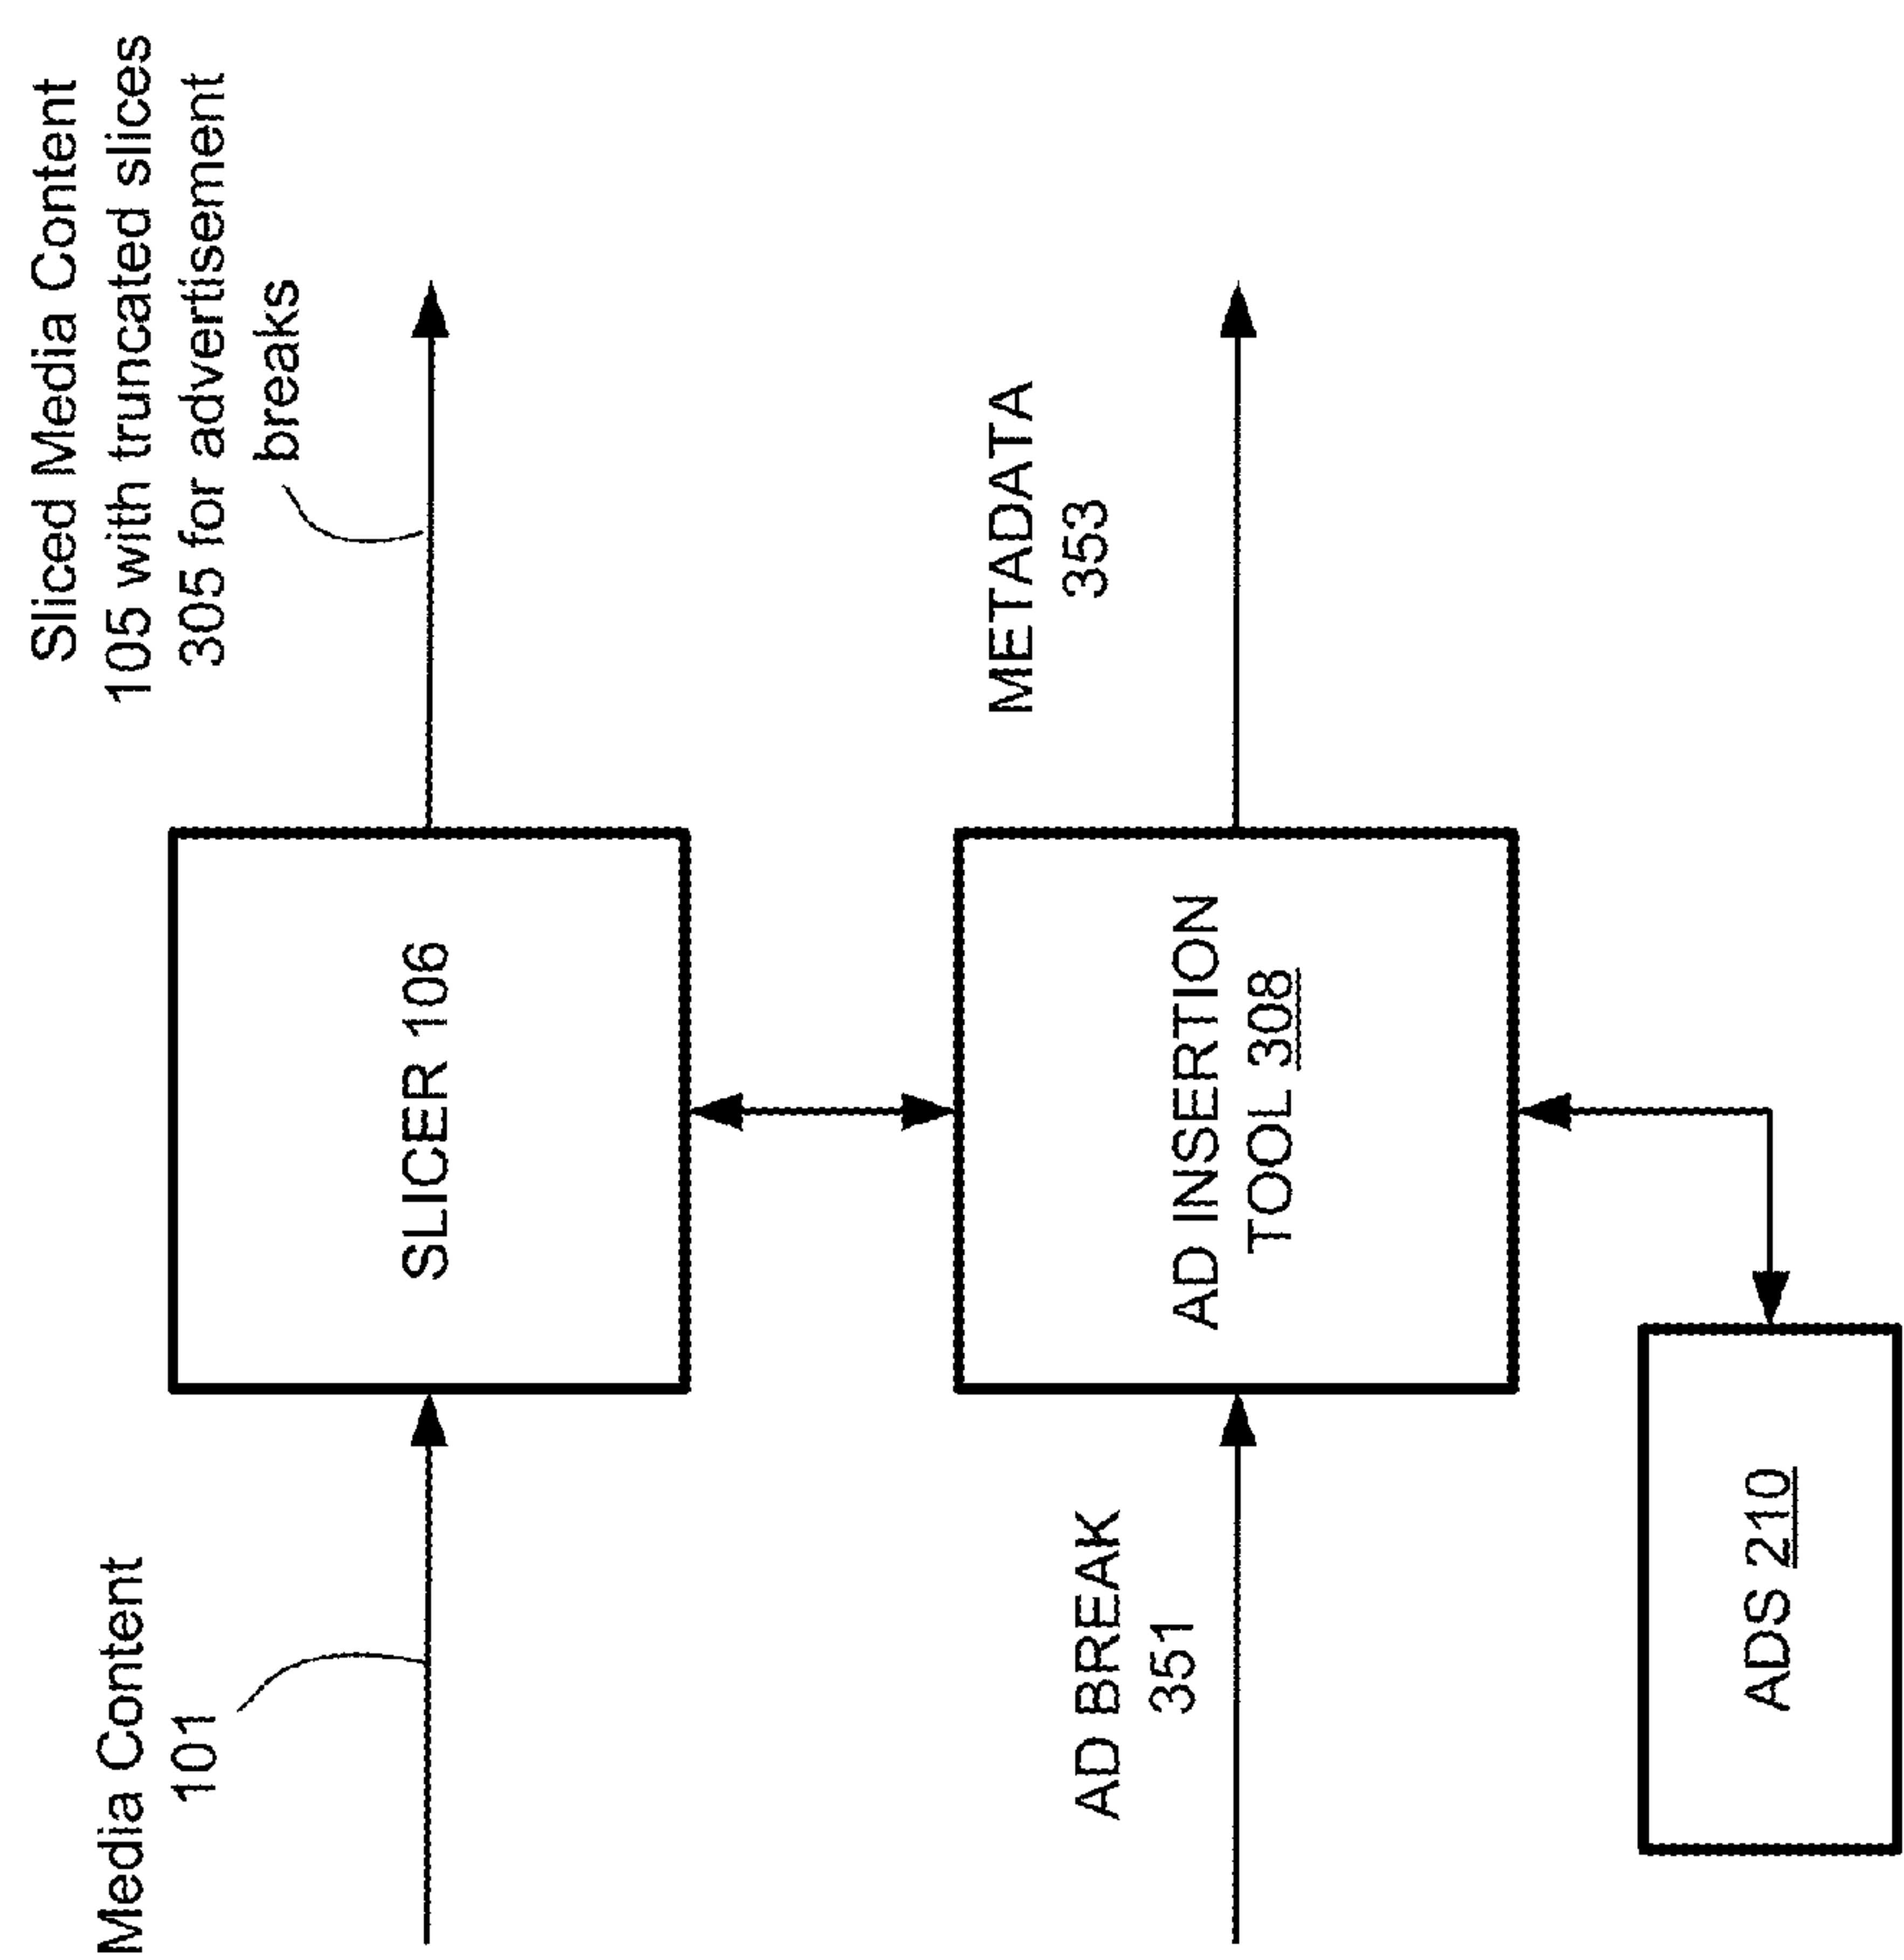 Media Content
101
SLICER 106
Sliced Media Content
105 with truncated slices
305 for advertisement
breaks
AD BREAK
351
AD INSERTION
TOOL 308
METADATA
353
ADS 210